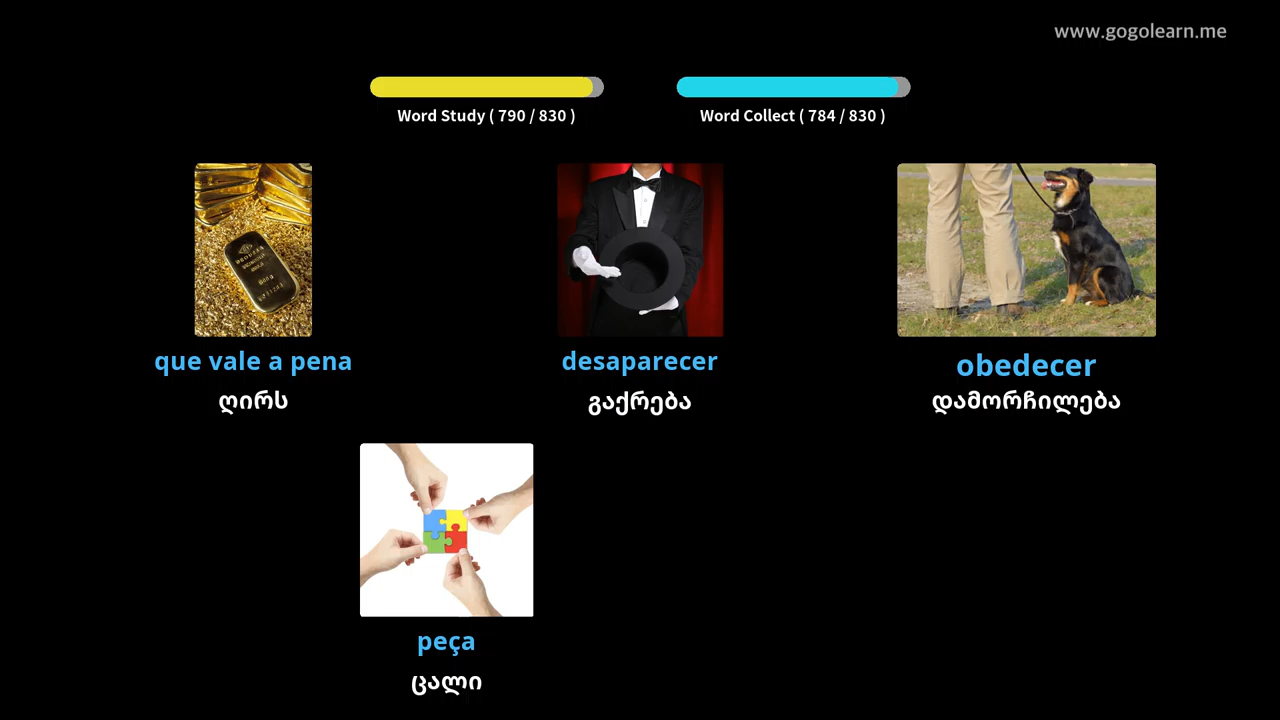 www.gogolearn.me
Word Study ( 790 / 830 )
Word Collect ( 784 / 830 )
que vale a pena
ღირს
desaparecer
გაქრება
obedecer
დამორჩილება
peça
ცალი